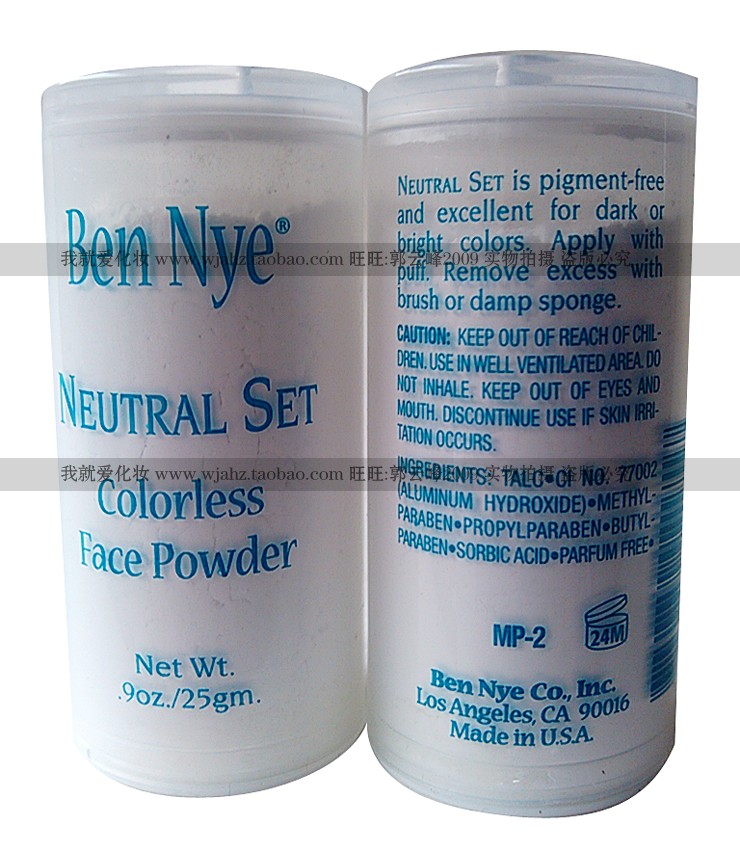 Ben Nye®
NEUTRAL SET
Colorless
Face Powder
Net Wt.
.9oz./25gm.
NEUTRAL SET is pigment-free
and excellent for dark or
bright colors. Apply with
puff. Remove excess with
brush or damp sponge.
CAUTION: KEEP OUT OF REACH OF CHIL-
DREN. USE IN WELL VENTILATED AREA. DO
NOT INHALE. KEEP OUT OF EYES AND
MOUTH. DISCONTINUE USE IF SKIN IRRI-
TATION OCCURS.
INGREDIENTS: TALC•CI NO. 77002
(ALUMINUM HYDROXIDE)•METHYL-
PARABEN•PROPYLPARABEN•BUTYL-
PARABEN•SORBIC ACID•PARFUM FREE•
MP-2
24M
Ben Nye Co., Inc.
Los Angeles, CA 90016
Made in U.S.A.
我就爱化妆 www.wjahz.taobao.com 旺旺:郭云峰2009 实物拍摄 盗版必究
我就爱化妆 www.wjahz.taobao.com 旺旺:郭云峰2009 实物拍摄 盗版必究